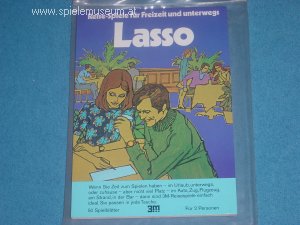 www.spielemuseum.at
Reise-Spiele für Freizeit und unterwegs
Lasso
Wenn Sie Zeit zum Spielen haben – im Urlaub, unterwegs
oder zuhause – aber nicht viel Platz – im Auto, Zug, Flugzeug,
am Strand, in der Bar – dann sind 3M-Reisespiele einfach
ideal. Sie passen in jede Tasche.
Spielblätter
3M
Für 2 Personen